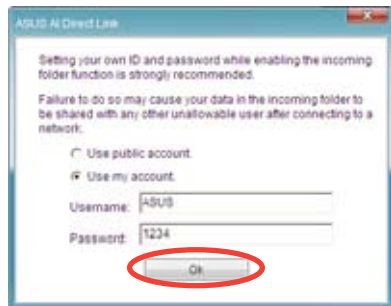 ASUS AI Direct Link
Setting your own ID and password while enabling the incoming
folder function is strongly recommended.
Failure to do so may cause your data in the incoming folder to
be shared with any other unallowable user after connecting to a
network.
Use public account.
Use my account.
Username: ASUS
Password: 1234
Ok